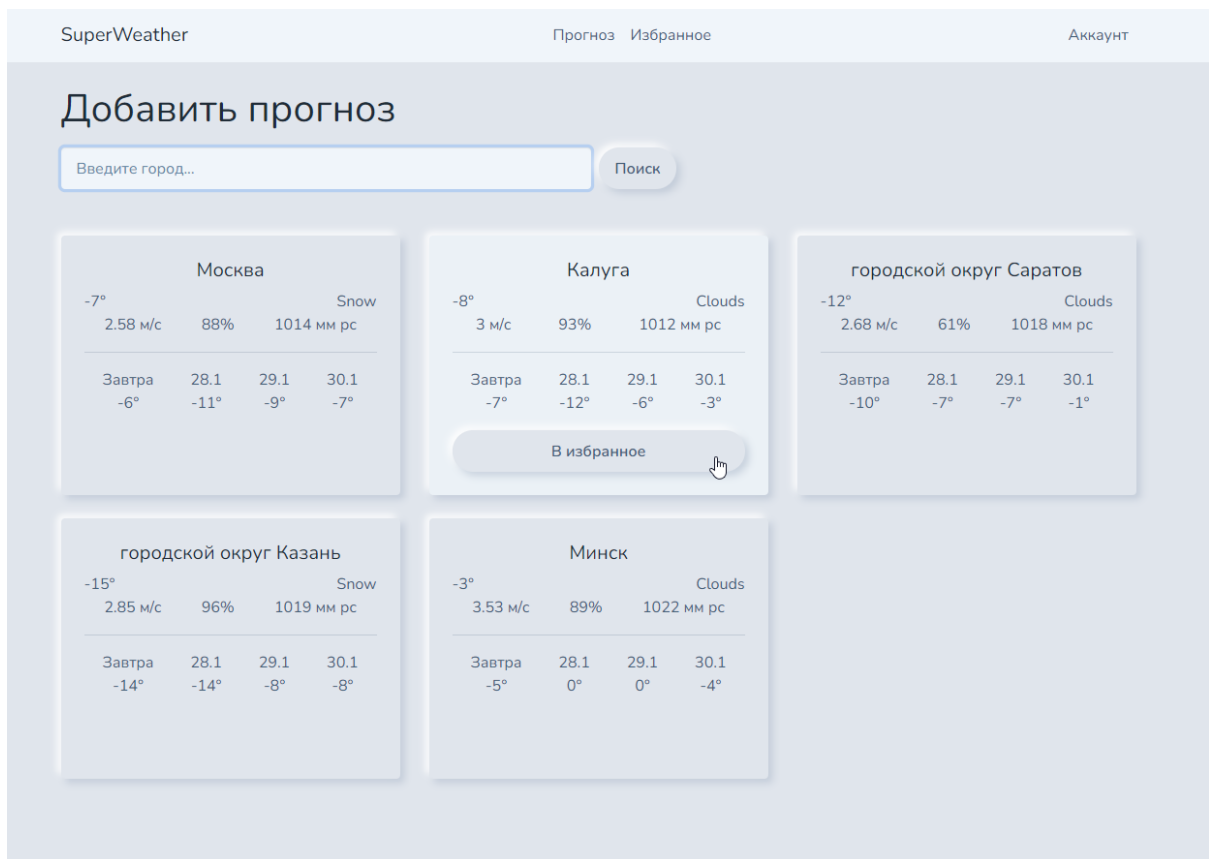 SuperWeather Прогноз Избранное Аккаунт
Добавить прогноз
Введите город... Поиск
Москва
-7° Snow
2.58 м/с 88% 1014 мм рс
Завтра 28.1 29.1 30.1
-6° -11° -9° -7°
Калуга
-8° Clouds
3 м/с 93% 1012 мм рс
Завтра 28.1 29.1 30.1
-7° -12° -6° -3°
В избранное
городской округ Саратов
-12° Clouds
2.68 м/с 61% 1018 мм рс
Завтра 28.1 29.1 30.1
-10° -7° -7° -1°
городской округ Казань
-15° Snow
2.85 м/с 96% 1019 мм рс
Завтра 28.1 29.1 30.1
-14° -14° -8° -8°
Минск
-3° Clouds
3.53 м/с 89% 1022 мм рс
Завтра 28.1 29.1 30.1
-5° 0° 0° -4°